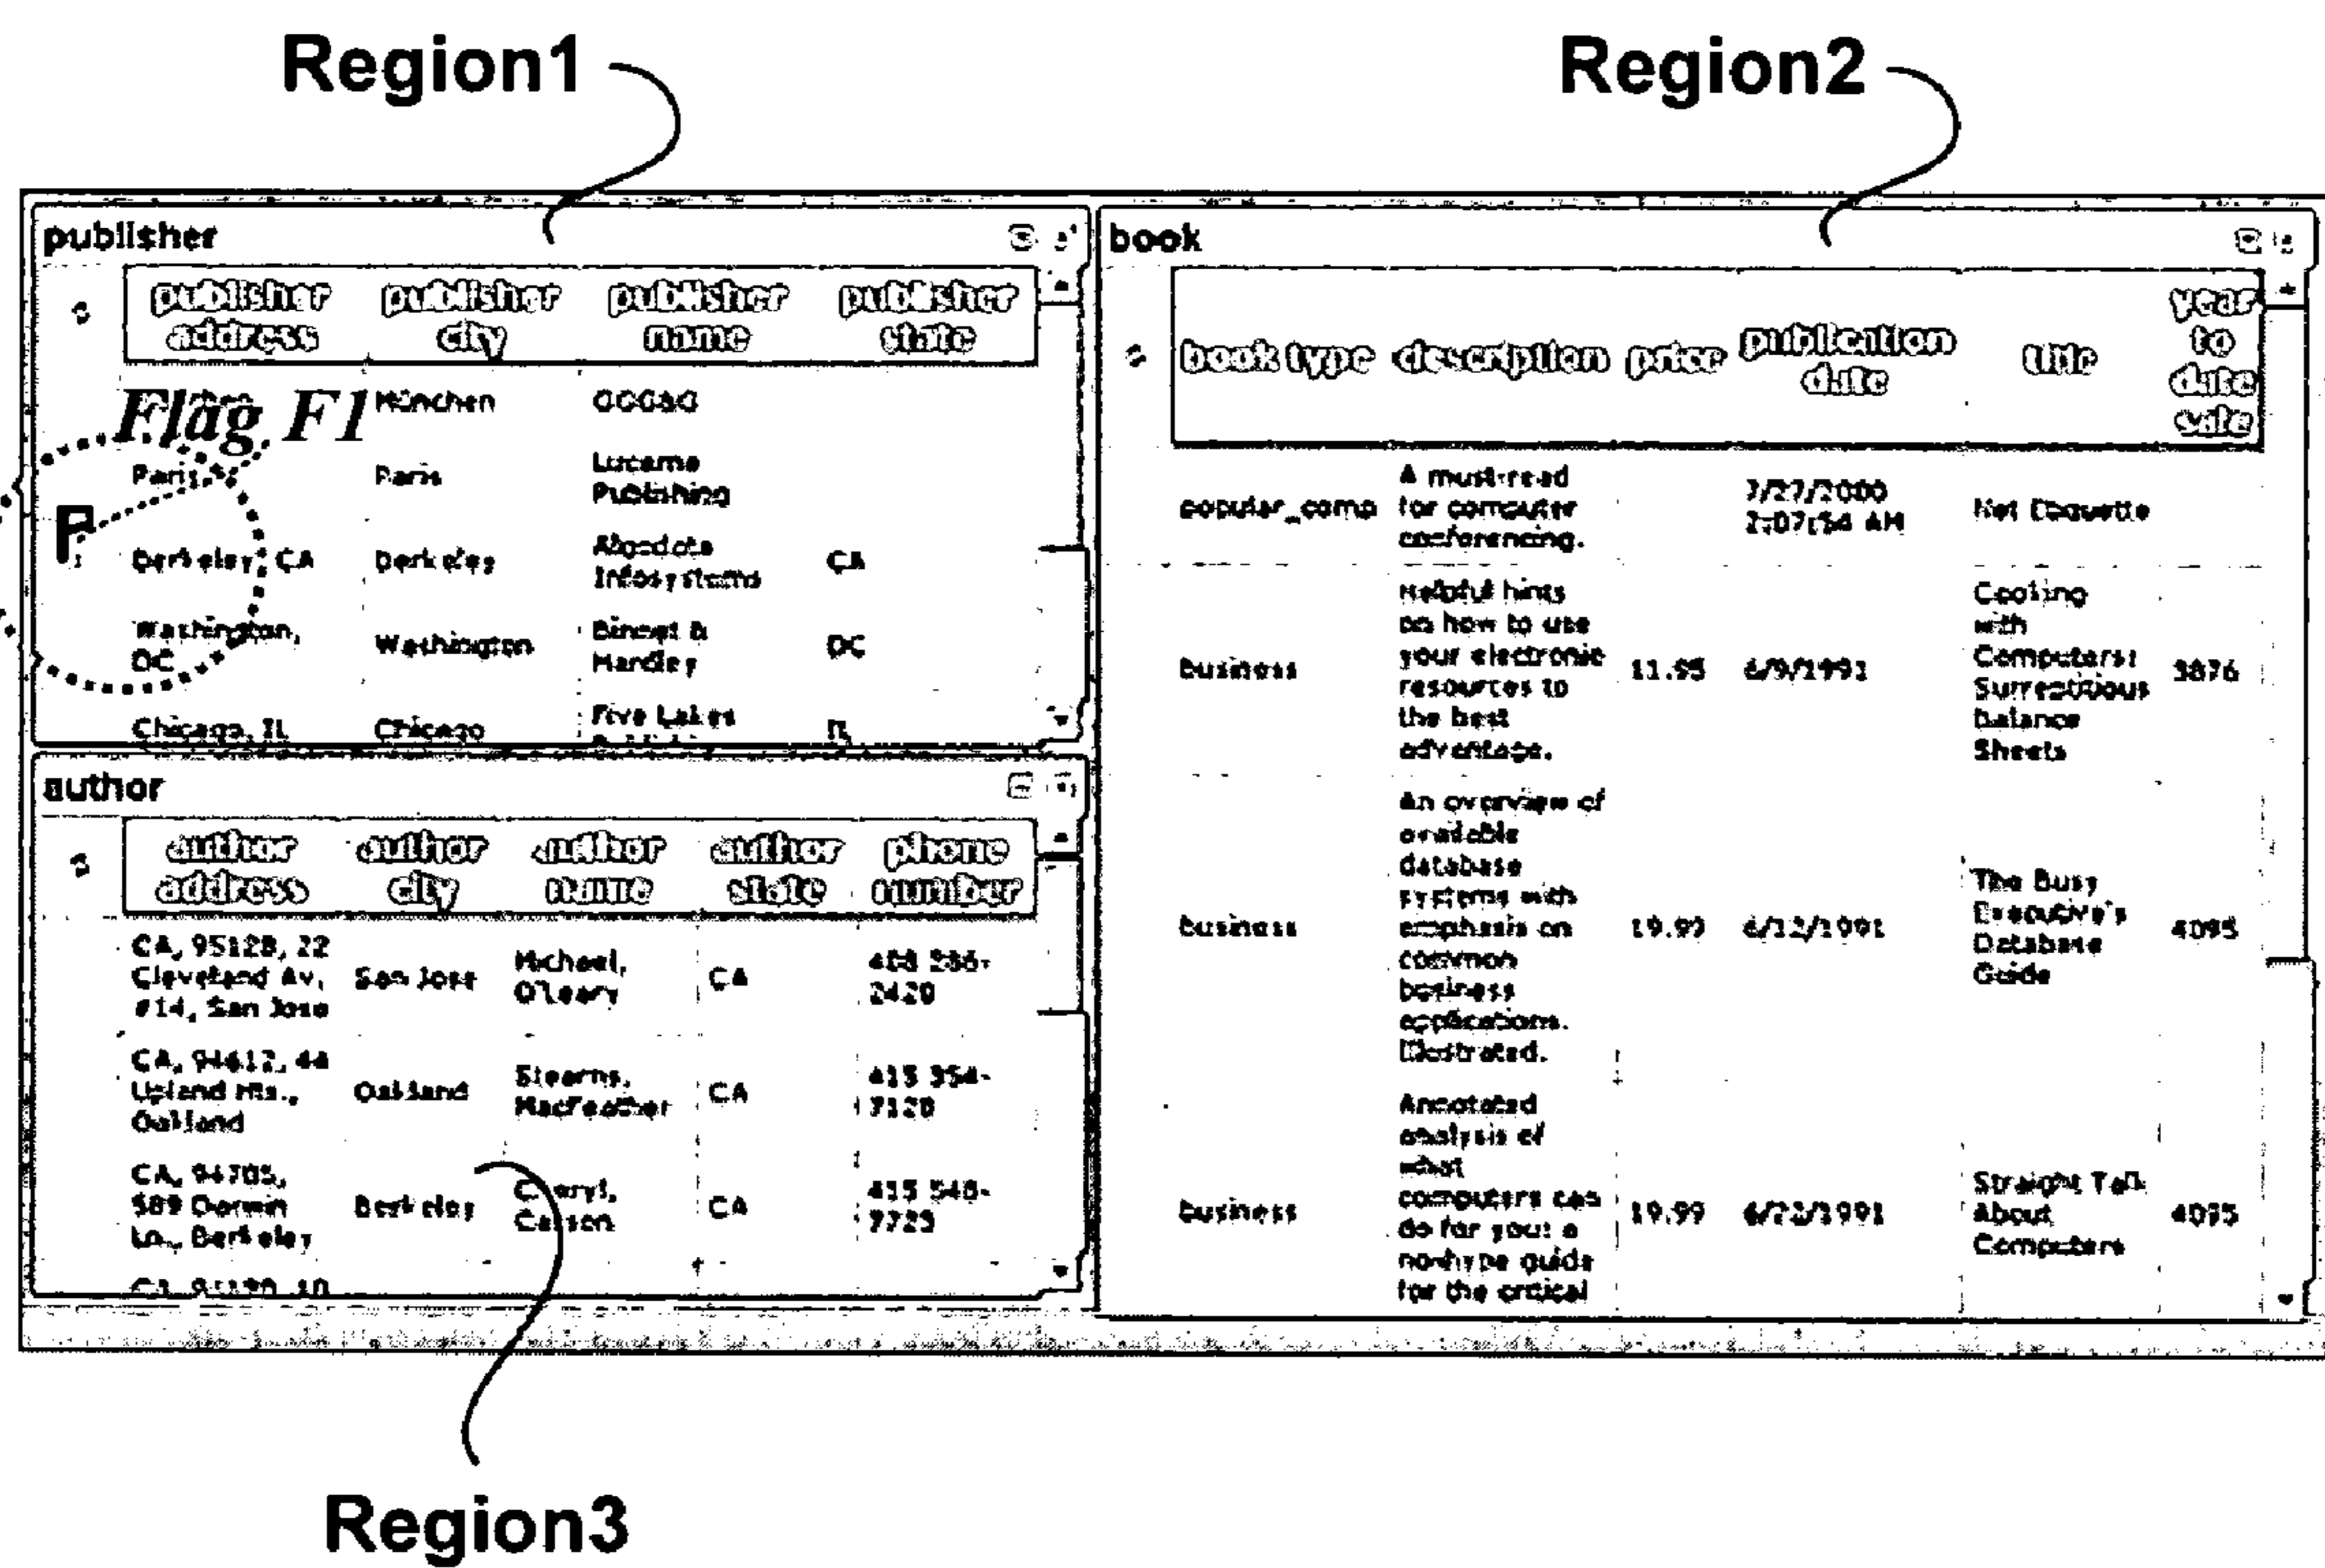 Region1
Region2
publisher
publisher address
publisher city
publisher name
publisher state
Flag F1
München
GGG&G
Paris
Paris
Lucerne Publishing
Berkeley, CA
Berkeley
Algodata Infosystems
CA
Washington, DC
Washington
Binnet & Hardley
DC
Chicago, IL
Chicago
Five Lakes
IL
author
author address
author city
author name
author state
phone number
CA, 95128, 22
Cleveland Av,
#14, San Jose
San Jose
Michael, O'Leary
CA
408 286-
2420
CA, 94612, 44
Upland Hts.,
Oakland
Oakland
Stearns, MacFeather
CA
415 354-
7128
CA, 94705,
589 Darwin
Ln., Berkeley
Berkeley
Cheryl, Carson
CA
415 548-
7723
book
book type
description
price
publication date
title
year to date sale
popular_comp
A must-read
for computer
conferencing.
7/27/2000
2:07:54 AM
Net Etiquette
business
Helpful hints
on how to use
your electronic
resources to
the best
advantage.
11.95
6/9/1991
Cooking
with
Computers:
Surreptitious
Balance
Sheets
3876
business
An overview of
available
database
systems with
emphasis on
common
business
applications.
Illustrated.
19.99
6/12/1991
The Busy
Executive's
Database
Guide
4095
business
Annotated
analysis of
what
computers can
do for you: a
no-hype guide
for the critical
19.99
6/22/1991
Straight Talk
About
Computers
4095
Region3